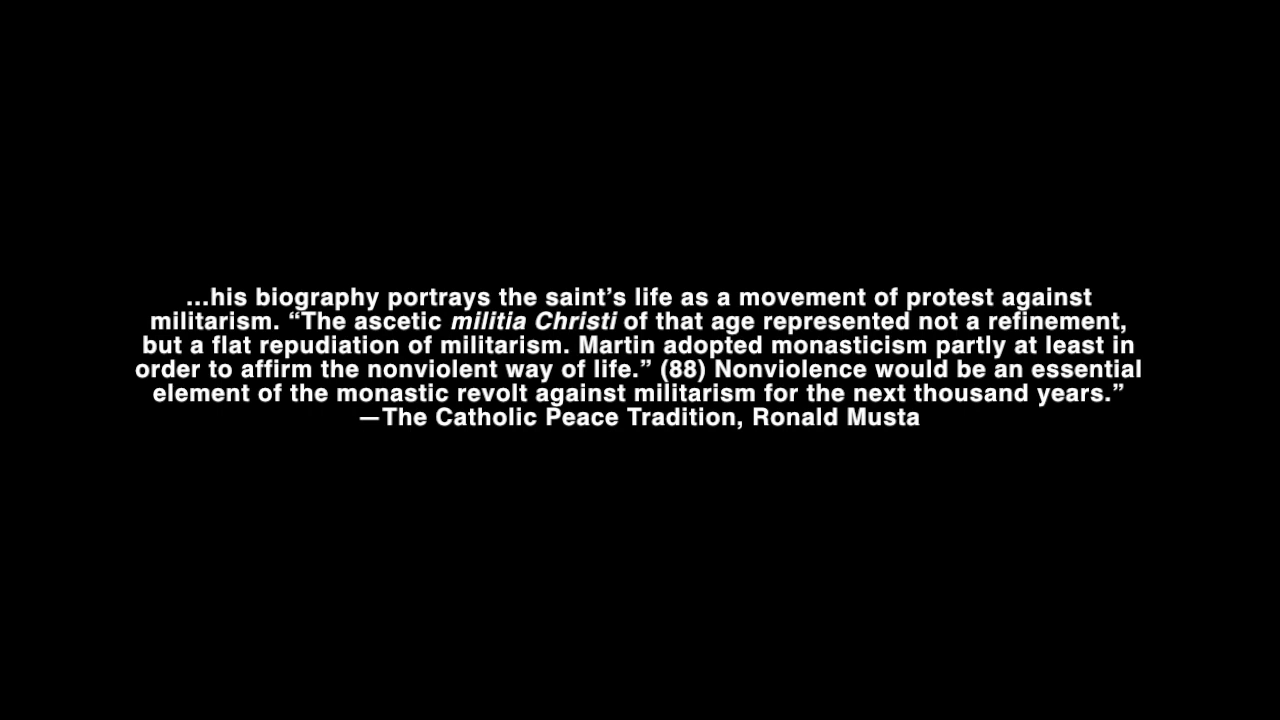 ...his biography portrays the saint’s life as a movement of protest against
militarism. “The ascetic militia Christi of that age represented not a refinement,
but a flat repudiation of militarism. Martin adopted monasticism partly at least in
order to affirm the nonviolent way of life.” (88) Nonviolence would be an essential
element of the monastic revolt against militarism for the next thousand years.”
—The Catholic Peace Tradition, Ronald Musta